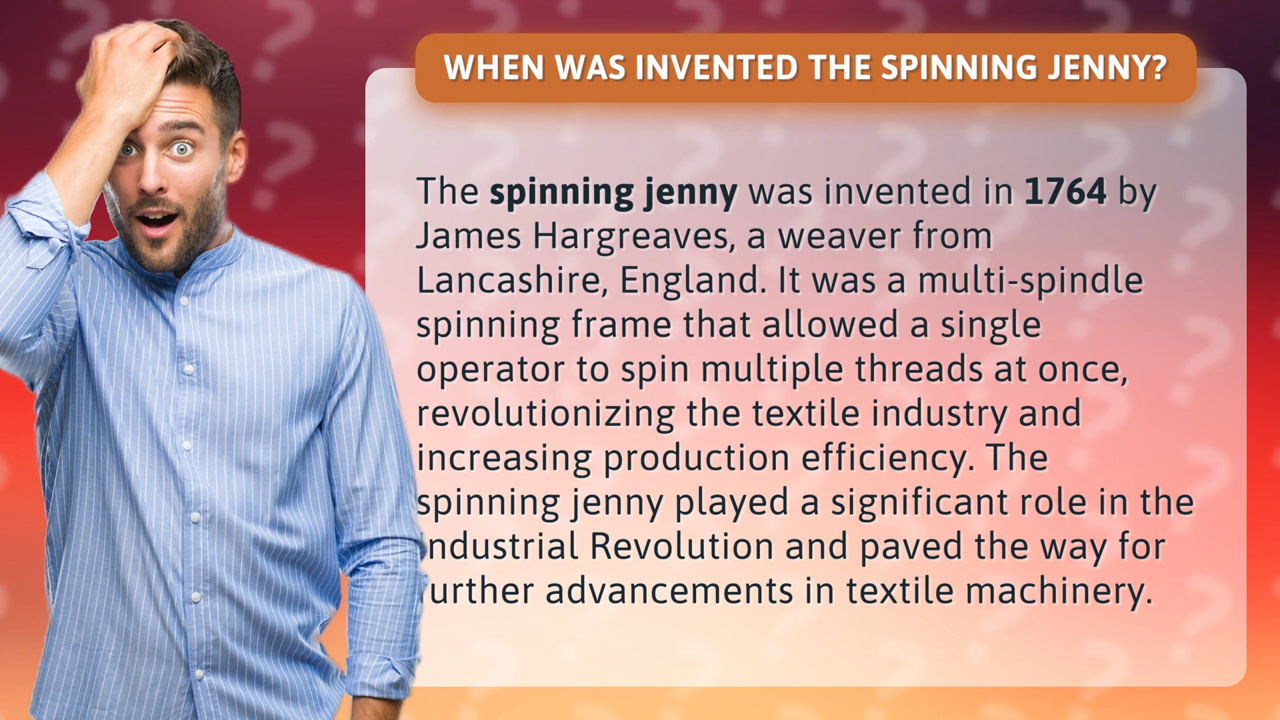 WHEN WAS INVENTED THE SPINNING JENNY?
The spinning jenny was invented in 1764 by
James Hargreaves, a weaver from
Lancashire, England. It was a multi-spindle
spinning frame that allowed a single
operator to spin multiple threads at once,
revolutionizing the textile industry and
increasing production efficiency. The
spinning jenny played a significant role in the
Industrial Revolution and paved the way for
further advancements in textile machinery.